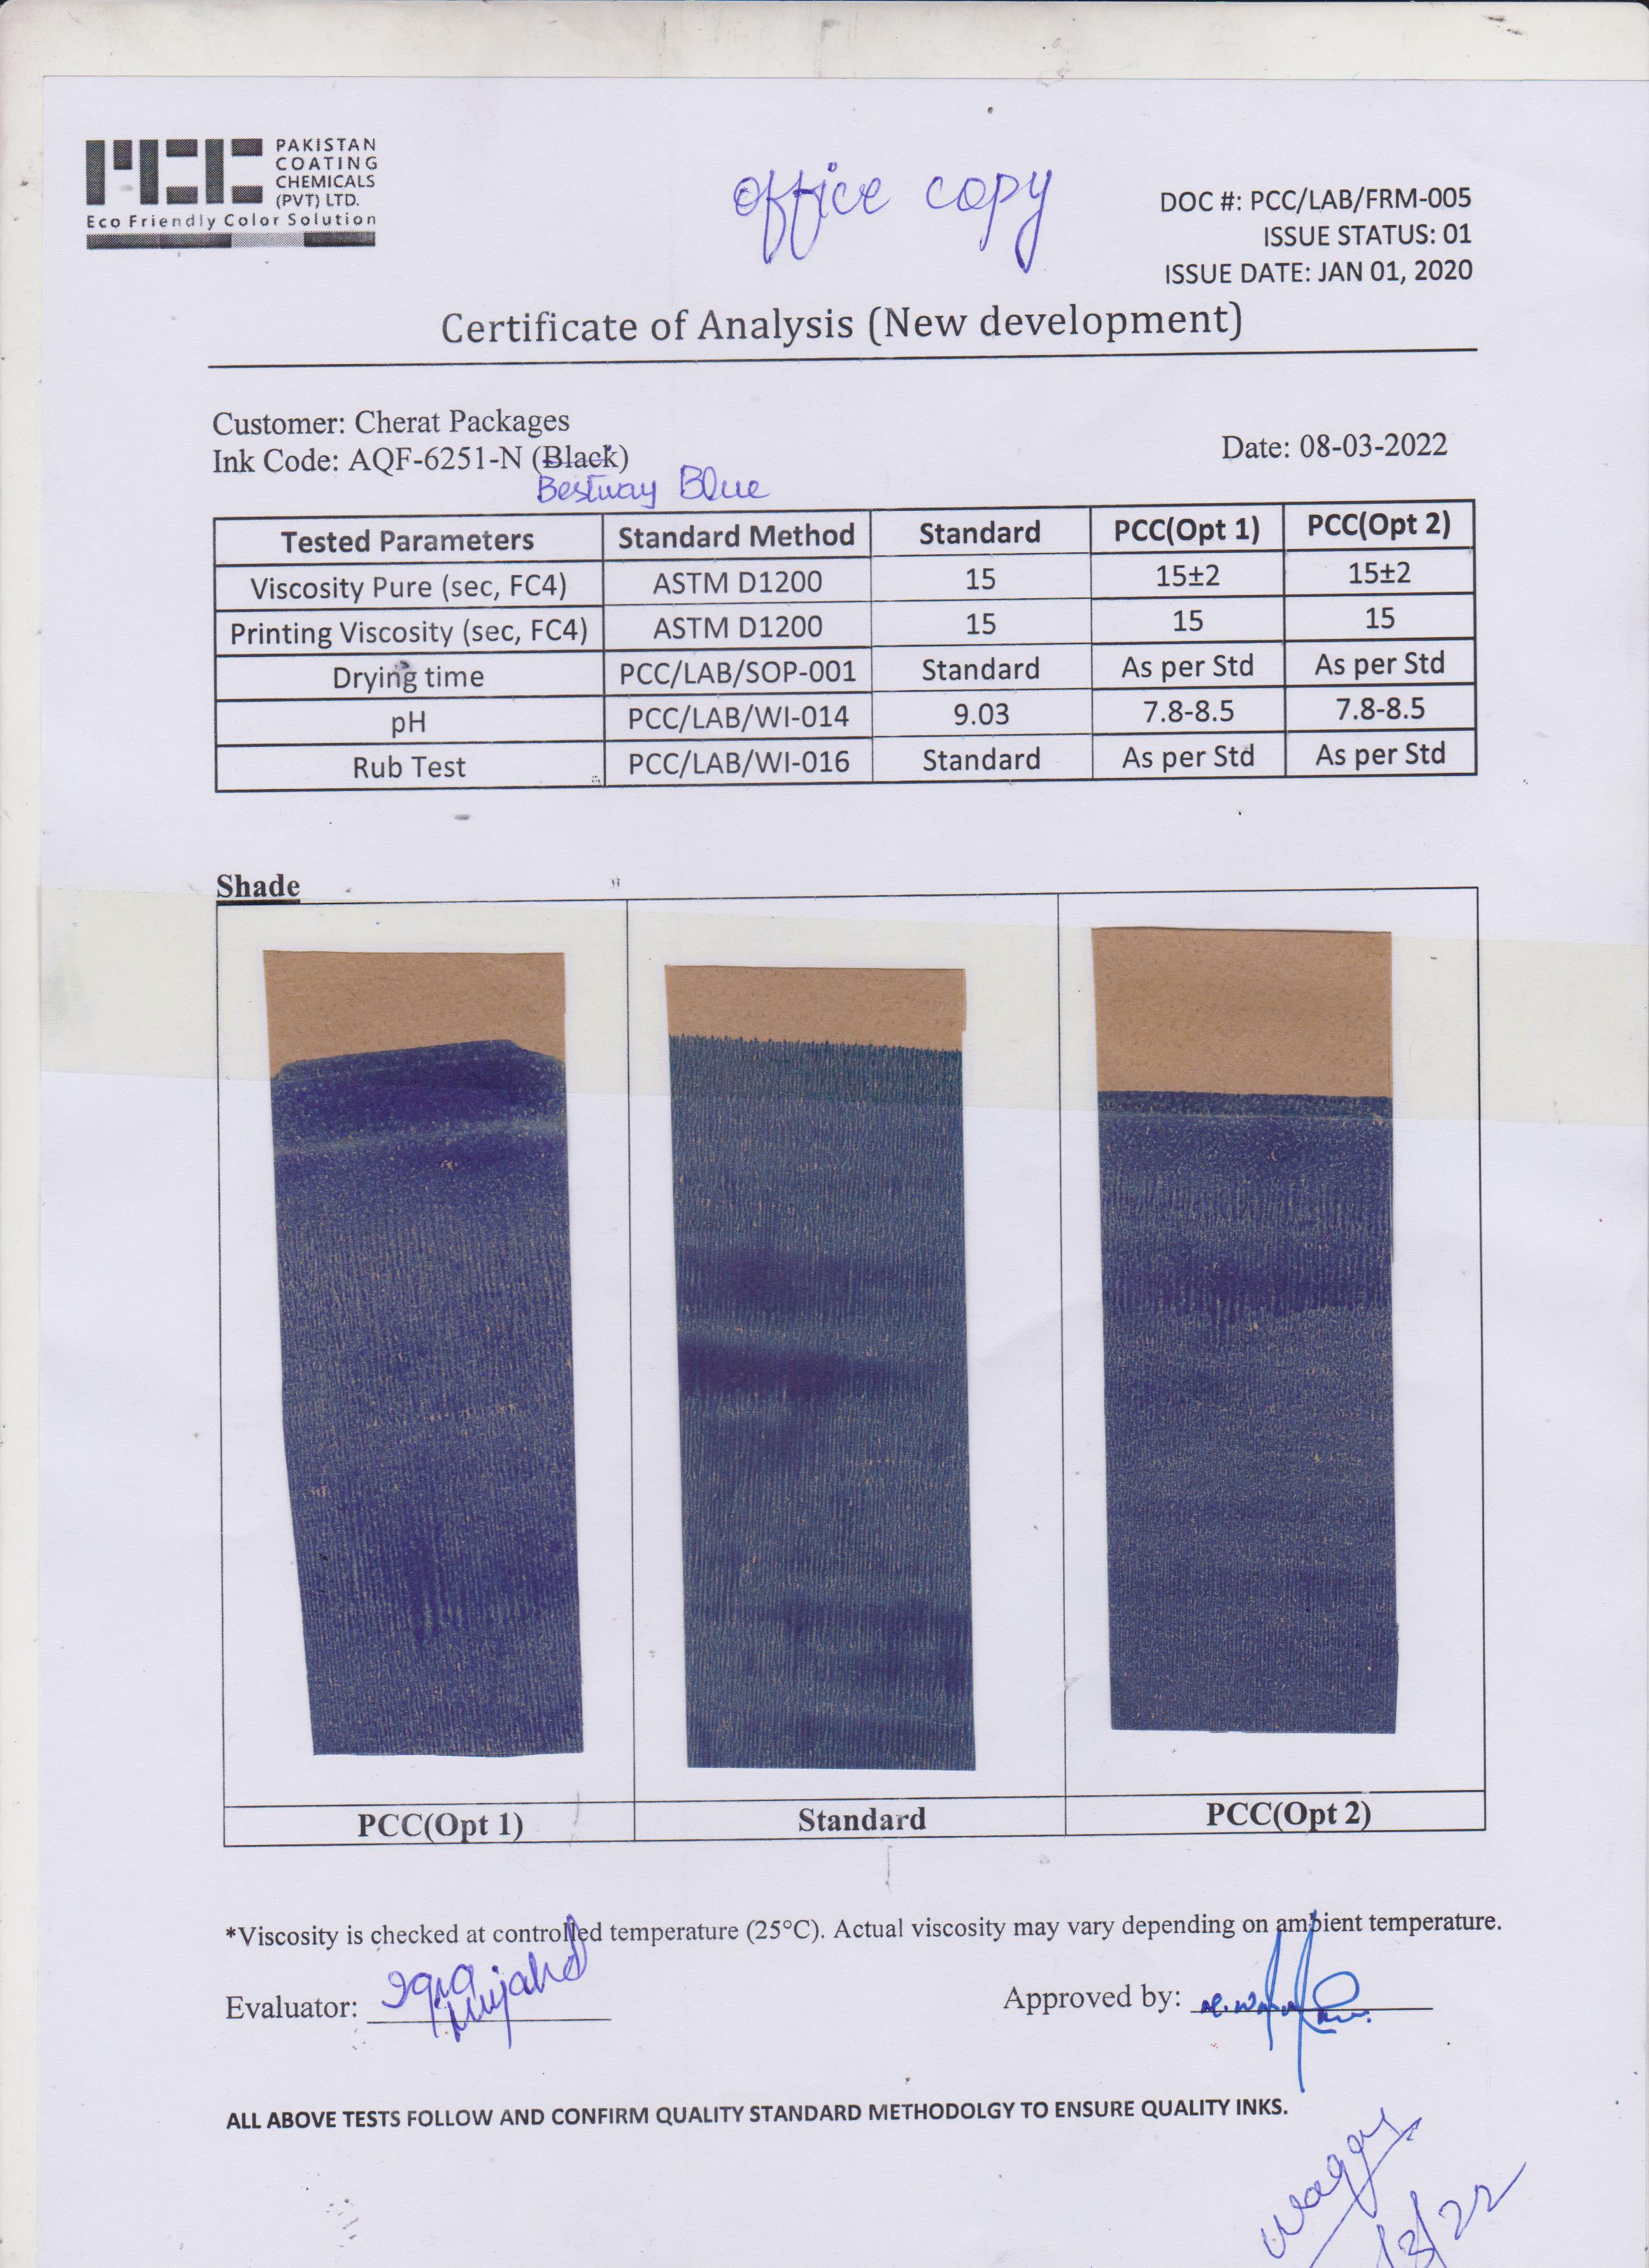 PAKISTAN
COATING
CHEMICALS
(PVT) LTD.
Eco Friendly Color Solution
office copy
DOC #: PCC/LAB/FRM-005
ISSUE STATUS: 01
ISSUE DATE: JAN 01, 2020
Certificate of Analysis (New development)
Customer: Cherat Packages
Ink Code: AQF-6251-N (Black)
Bestway Blue
Date: 08-03-2022
Tested Parameters Standard Method Standard PCC(Opt 1) PCC(Opt 2)
Viscosity Pure (sec, FC4) ASTM D1200 15 15±2 15±2
Printing Viscosity (sec, FC4) ASTM D1200 15 15 15
Drying time PCC/LAB/SOP-001 Standard As per Std As per Std
pH PCC/LAB/WI-014 9.03 7.8-8.5 7.8-8.5
Rub Test PCC/LAB/WI-016 Standard As per Std As per Std
Shade
PCC(Opt 1) Standard PCC(Opt 2)
*Viscosity is checked at controlled temperature (25°C). Actual viscosity may vary depending on ambient temperature.
Evaluator: Iqra Mujahid
Approved by:
ALL ABOVE TESTS FOLLOW AND CONFIRM QUALITY STANDARD METHODOLGY TO ENSURE QUALITY INKS.
Waqar
/3/22